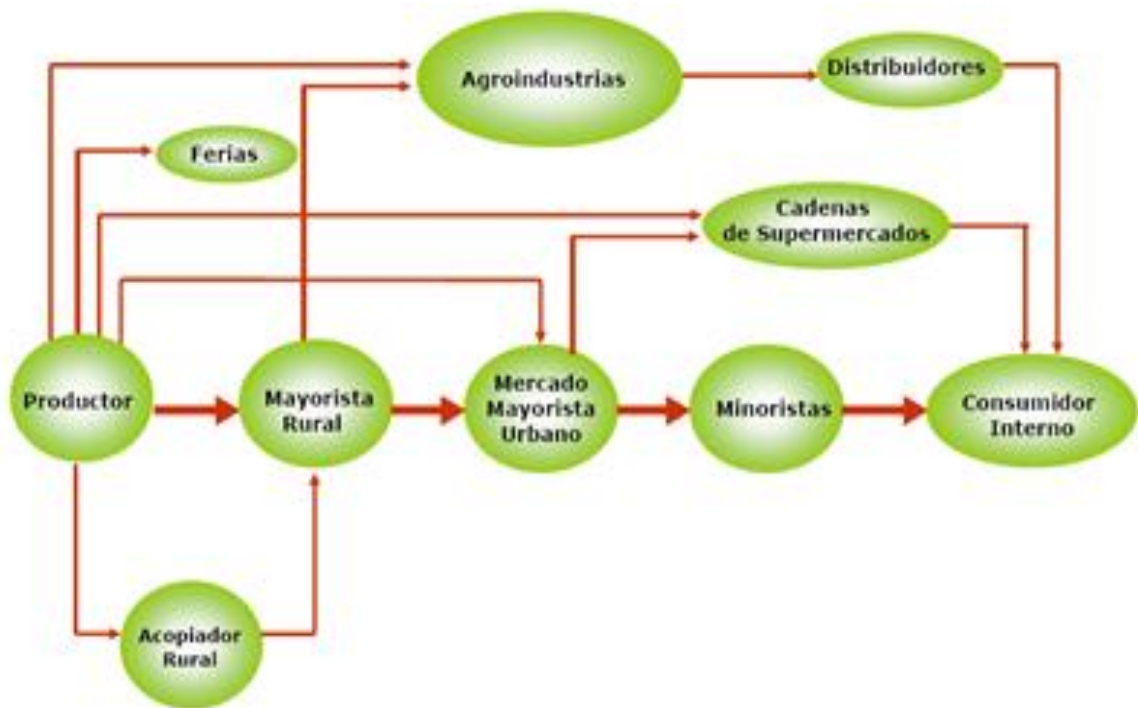 Agroindustrias
Distribuidores
Ferias
Cadenas
de Supermercados
Productor
Mayorista
Rural
Mercado
Mayorista
Urbano
Minoristas
Consumidor
Interno
Acopiador
Rural